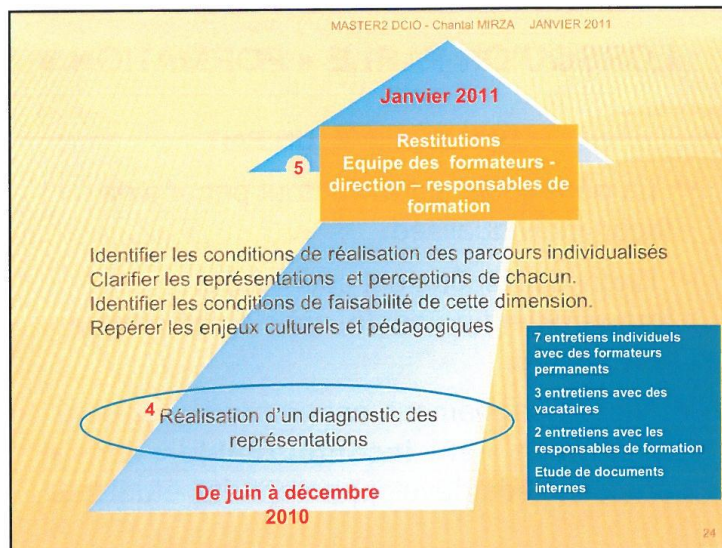 MASTER2 DCIO - Chantal MIRZA JANVIER 2011
Janvier 2011
5
Restitutions
Equipe des formateurs -
direction – responsables de
formation
Identifier les conditions de réalisation des parcours individualisés
Clarifier les représentations et perceptions de chacun.
Identifier les conditions de faisabilité de cette dimension.
Repérer les enjeux culturels et pédagogiques
7 entretiens individuels
avec des formateurs
permanents
3 entretiens avec des
vacataires
2 entretiens avec les
responsables de formation
Etude de documents
internes
4 Réalisation d'un diagnostic des
représentations
De juin à décembre
2010
24